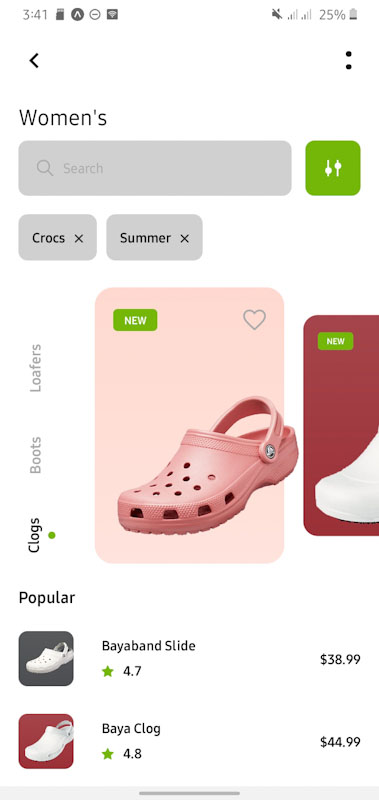 3:41
25%
Women's
Search
Crocs ×
Summer ×
NEW
NEW
Loafers
Boots
Clogs
Popular
Bayaband Slide
4.7
$38.99
Baya Clog
4.8
$44.99